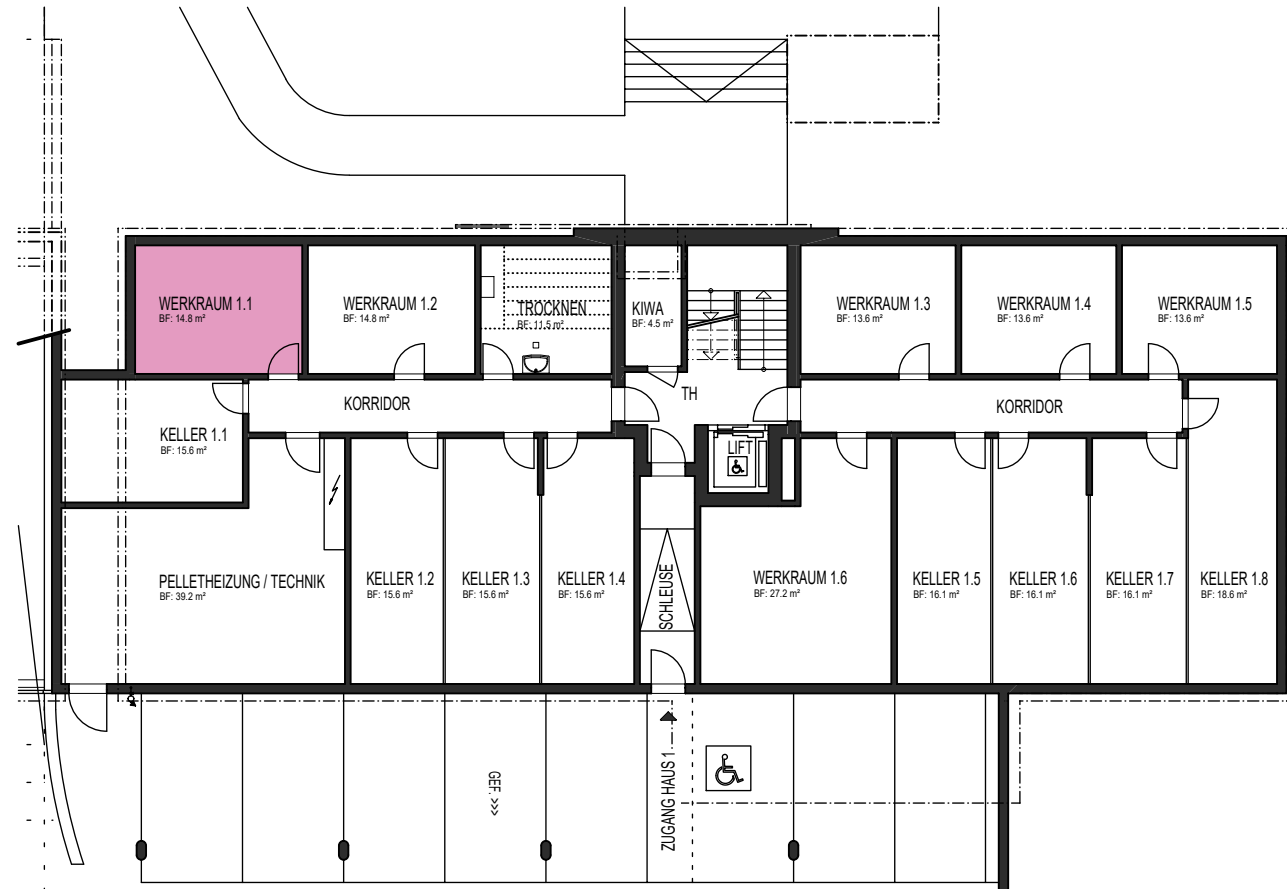 WERKRAUM 1.1
BF: 14.8 m²
WERKRAUM 1.2
BF: 14.8 m²
TROCKNEN
BF: 11.5 m²
KIWA
BF: 4.5 m²
WERKRAUM 1.3
BF: 13.6 m²
WERKRAUM 1.4
BF: 13.6 m²
WERKRAUM 1.5
BF: 13.6 m²
KORRIDOR
TH
KORRIDOR
KELLER 1.1
BF: 15.6 m²
LIFT
PELLETHEIZUNG / TECHNIK
BF: 39.2 m²
KELLER 1.2
BF: 15.6 m²
KELLER 1.3
BF: 15.6 m²
KELLER 1.4
BF: 15.6 m²
SCHLEUSE
WERKRAUM 1.6
BF: 27.2 m²
KELLER 1.5
BF: 16.1 m²
KELLER 1.6
BF: 16.1 m²
KELLER 1.7
BF: 16.1 m²
KELLER 1.8
BF: 18.6 m²
GEF. >>>
ZUGANG HAUS 1